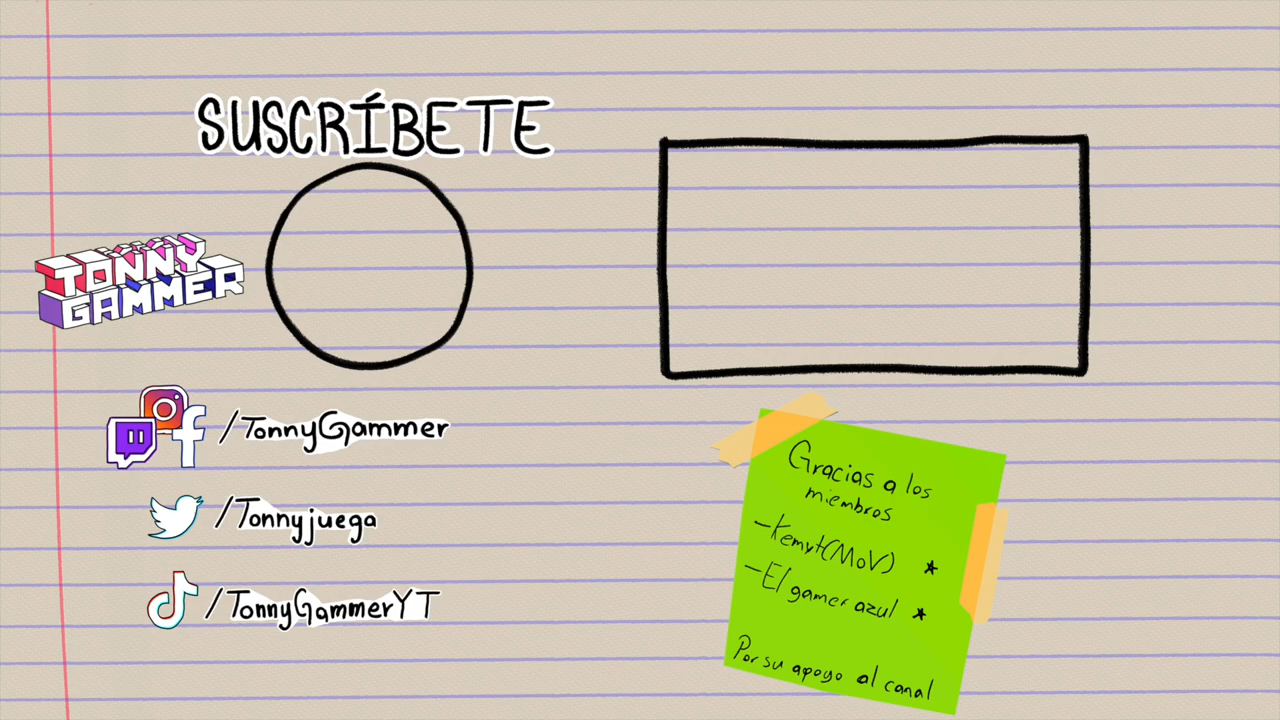 SUSCRÍBETE
TONNY
GAMMER
/TonnyGammer
/Tonnyjuega
/TonnyGammerYT
Gracias a los
miembros
-Kemyt(MoV) ★
-El gamer azul ★
Por su apoyo al canal